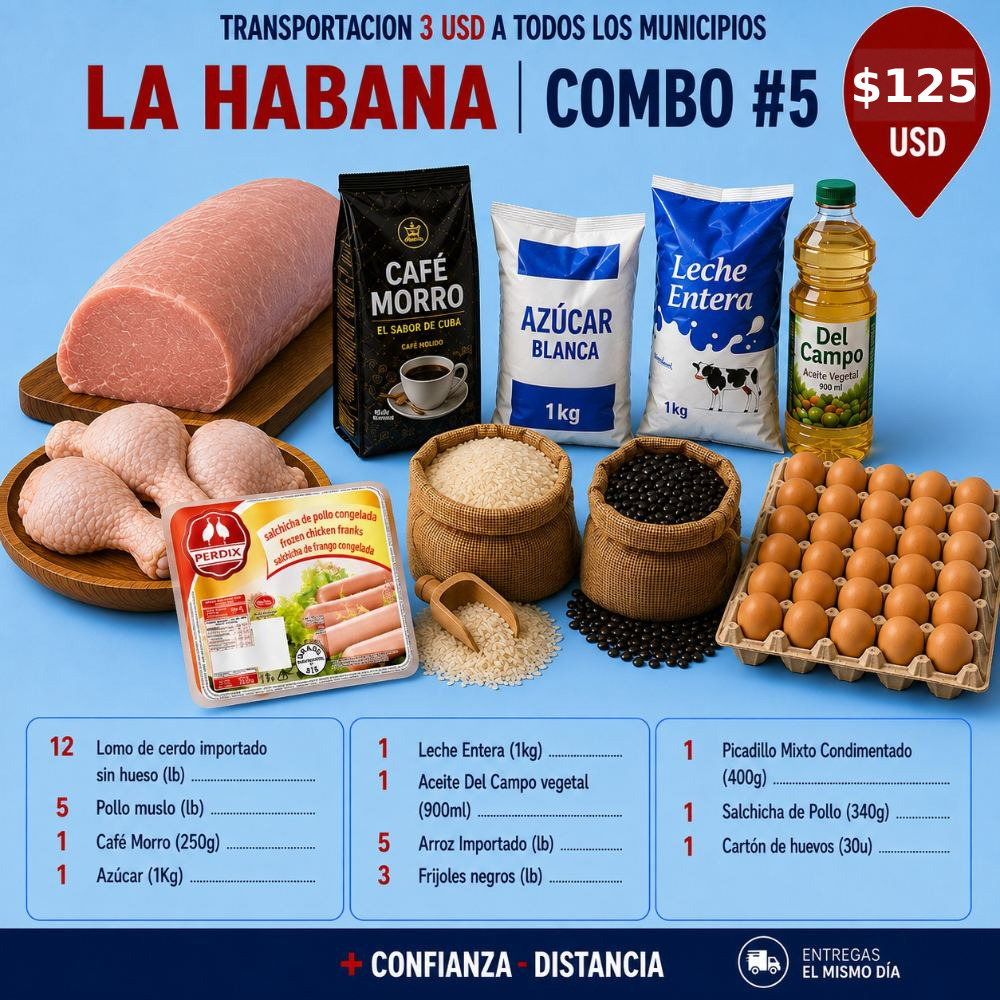 TRANSPORTACION 3 USD A TODOS LOS MUNICIPIOS
LA HABANA | COMBO #5
$125
USD
CAFÉ
MORRO
EL SABOR DE CUBA
CAFÉ MOLIDO
AZÚCAR
BLANCA
1kg
Leche
Entera
1kg
Del
Campo
Aceite Vegetal
900 ml
PERDIX
salchicha de pollo congelada
frozen chicken franks
salchicha de frango congelada
12 Lomo de cerdo importado
sin hueso (lb)
5 Pollo muslo (lb)
1 Café Morro (250g)
1 Azúcar (1Kg)
1 Leche Entera (1kg)
1 Aceite Del Campo vegetal
(900ml)
5 Arroz Importado (lb)
3 Frijoles negros (lb)
1 Picadillo Mixto Condimentado
(400g)
1 Salchicha de Pollo (340g)
1 Cartón de huevos (30u)
+ CONFIANZA - DISTANCIA
ENTREGAS
EL MISMO DÍA